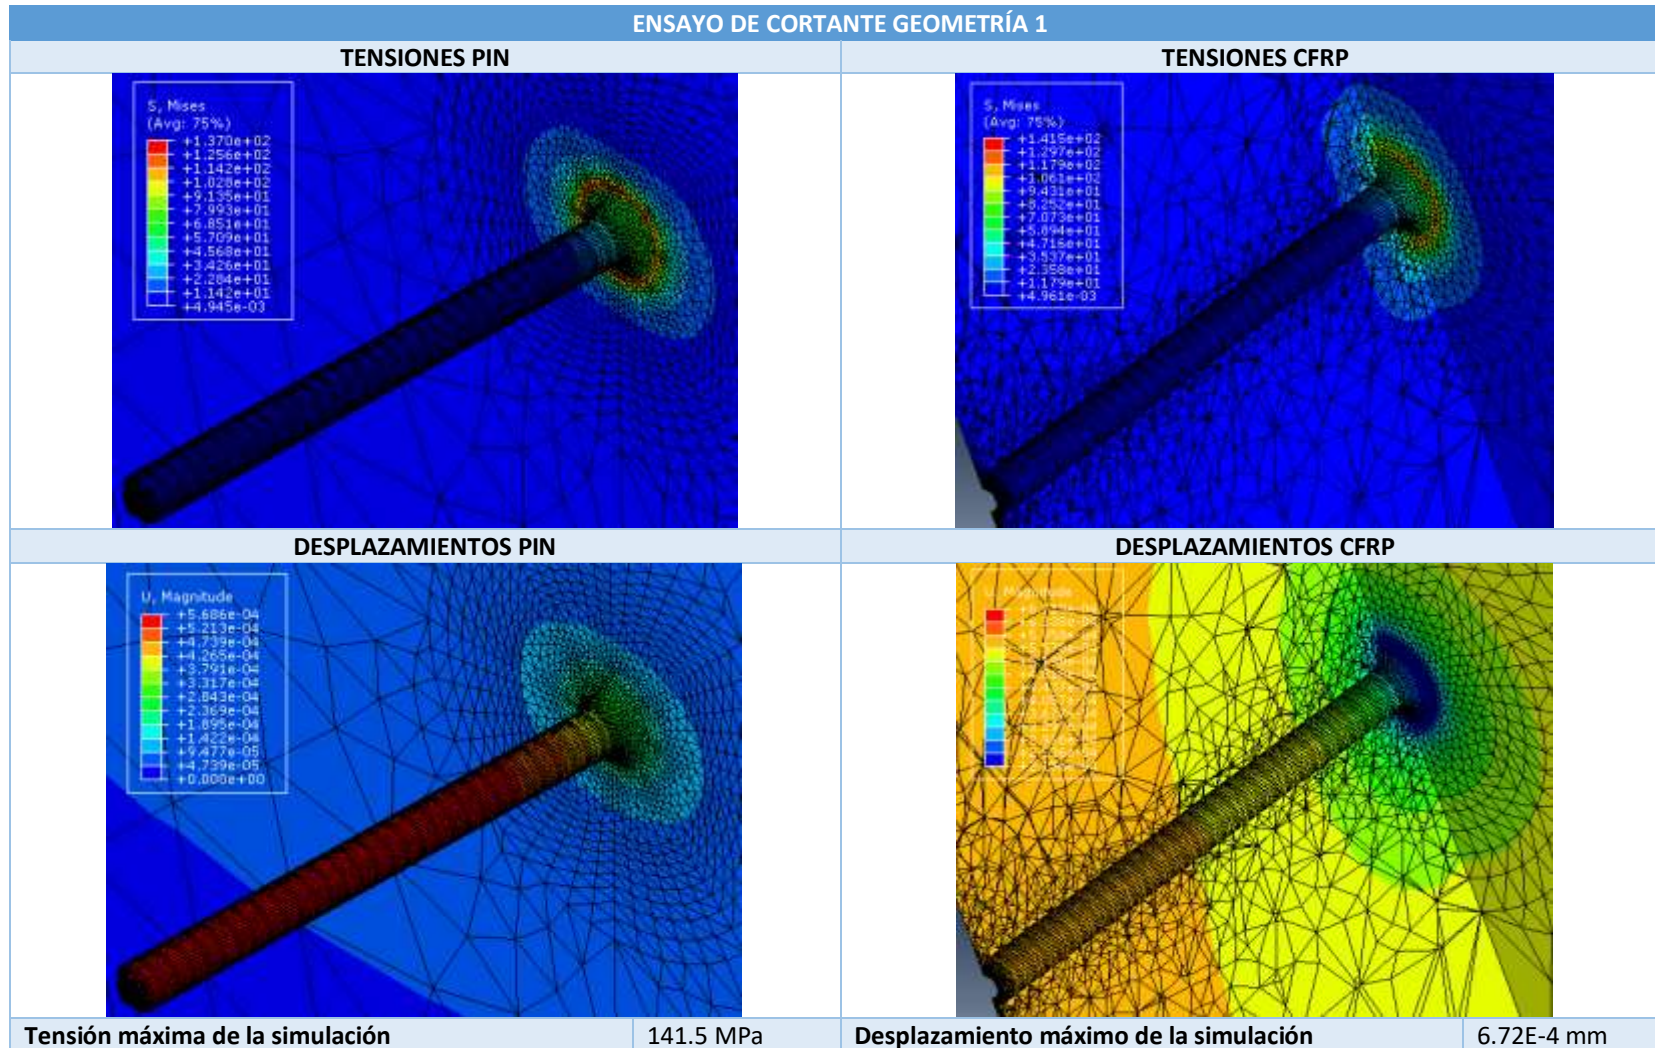 ENSAYO DE CORTANTE GEOMETRÍA 1
TENSIONES PIN
TENSIONES CFRP
S, Mises
(Avg: 75%)
+1.370e+02
+1.256e+02
+1.142e+02
+1.028e+02
+9.135e+01
+7.993e+01
+6.851e+01
+5.709e+01
+4.568e+01
+3.426e+01
+2.284e+01
+1.142e+01
+4.945e-03
S, Mises
(Avg: 75%)
+1.415e+02
+1.297e+02
+1.179e+02
+1.061e+02
+9.431e+01
+8.252e+01
+7.073e+01
+5.894e+01
+4.716e+01
+3.537e+01
+2.358e+01
+1.179e+01
+4.961e-03
DESPLAZAMIENTOS PIN
DESPLAZAMIENTOS CFRP
U, Magnitude
+5.686e-04
+5.213e-04
+4.739e-04
+4.265e-04
+3.791e-04
+3.317e-04
+2.843e-04
+2.369e-04
+1.895e-04
+1.422e-04
+9.477e-05
+4.739e-05
+0.000e+00
U, Magnitude
Tensión máxima de la simulación
141.5 MPa
Desplazamiento máximo de la simulación
6.72E-4 mm